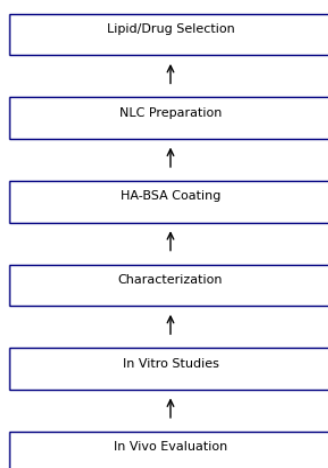 Lipid/Drug Selection
NLC Preparation
HA-BSA Coating
Characterization
In Vitro Studies
In Vivo Evaluation